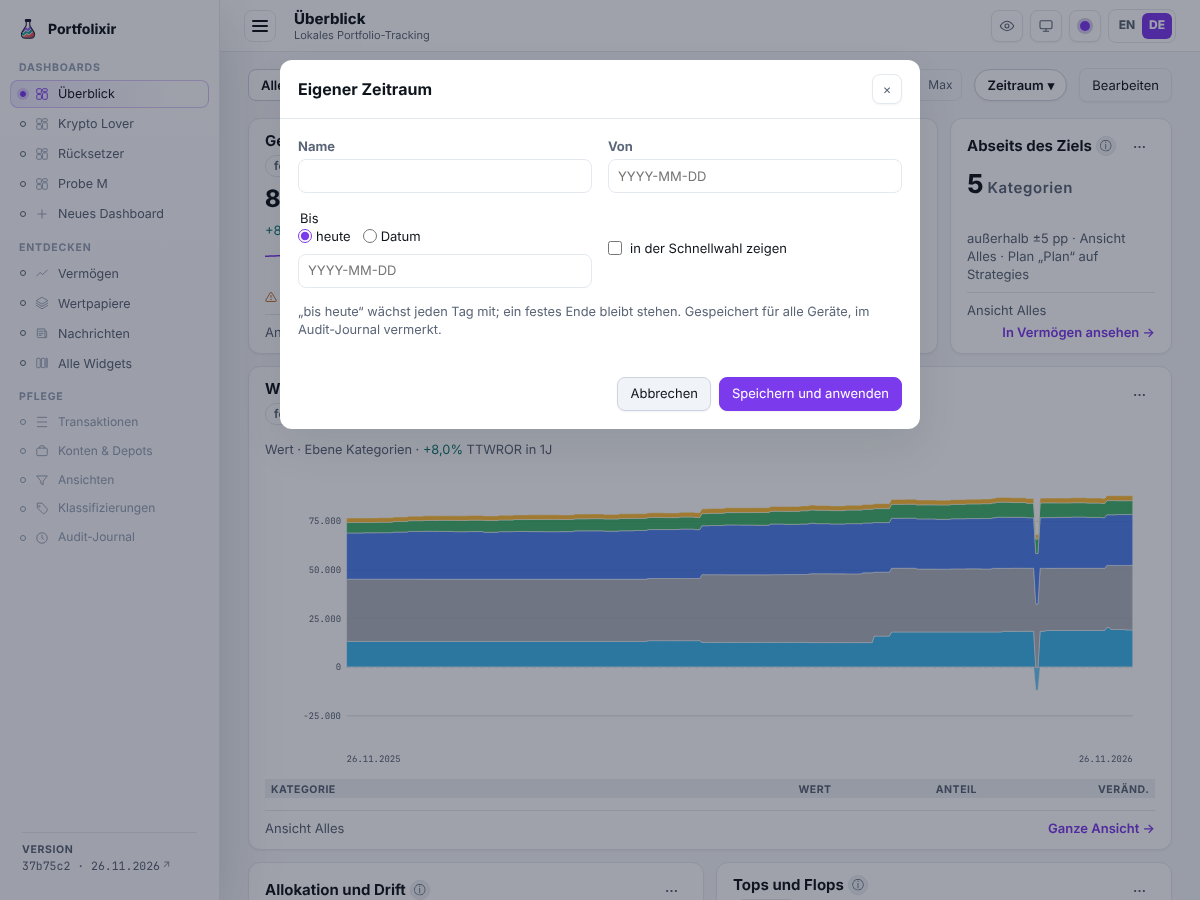 Portfolixir
Überblick
Lokales Portfolio-Tracking
EN DE
DASHBOARDS
Überblick
Krypto Lover
Rücksetzer
Probe M
Neues Dashboard
ENTDECKEN
Vermögen
Wertpapiere
Nachrichten
Alle Widgets
PFLEGE
Transaktionen
Konten & Depots
Ansichten
Klassifizierungen
Audit-Journal
VERSION
37b75c2 · 26.11.2026↗
Max
Zeitraum ▾
Bearbeiten
Eigener Zeitraum
×
Name
Von
YYYY-MM-DD
Bis
heute
Datum
YYYY-MM-DD
in der Schnellwahl zeigen
„bis heute“ wächst jeden Tag mit; ein festes Ende bleibt stehen. Gespeichert für alle Geräte, im
Audit-Journal vermerkt.
Abbrechen
Speichern und anwenden
Abseits des Ziels ⓘ
...
5 Kategorien
außerhalb ±5 pp · Ansicht
Alles · Plan „Plan“ auf
Strategies
Ansicht Alles
In Vermögen ansehen →
...
Wert · Ebene Kategorien · +8,0% TTWROR in 1J
75.000
50.000
25.000
0
-25.000
26.11.2025
26.11.2026
KATEGORIE WERT ANTEIL VERÄND.
Ansicht Alles
Ganze Ansicht →
Allokation und Drift ⓘ
...
Tops und Flops ⓘ
...